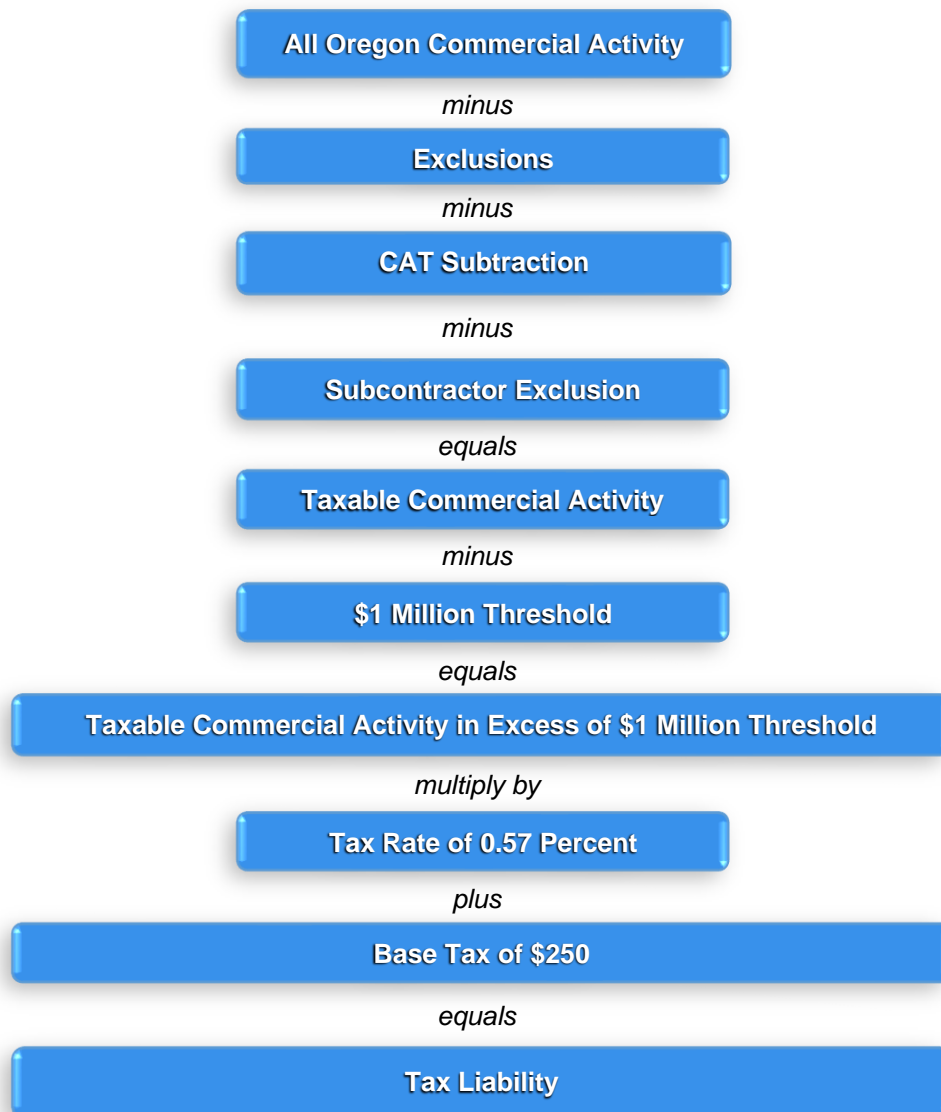 All Oregon Commercial Activity
minus
Exclusions
minus
CAT Subtraction
minus
Subcontractor Exclusion
equals
Taxable Commercial Activity
minus
$1 Million Threshold
equals
Taxable Commercial Activity in Excess of $1 Million Threshold
multiply by
Tax Rate of 0.57 Percent
plus
Base Tax of $250
equals
Tax Liability